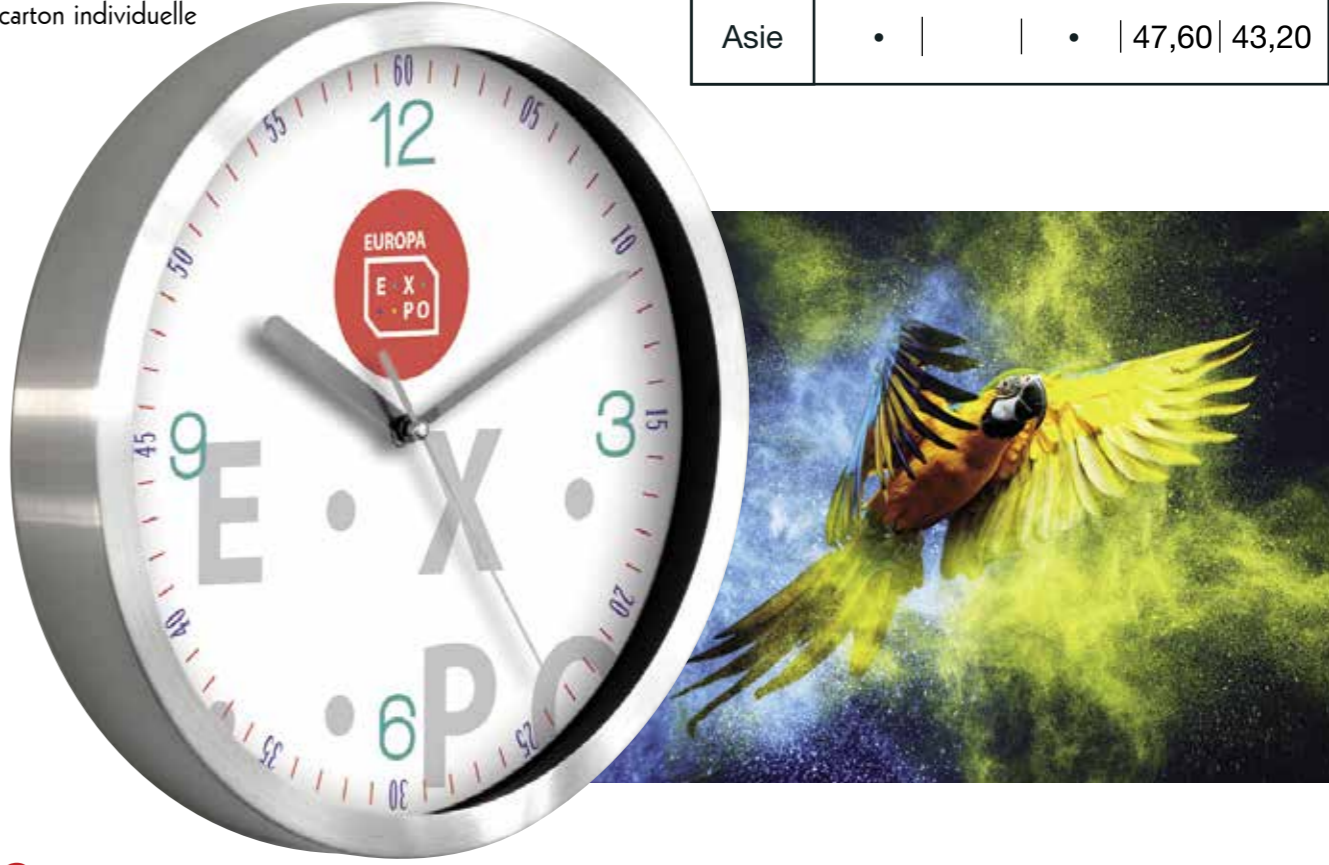 carton individuelle
Asie • | | • | 47,60 | 43,20
60
05
10
15
20
25
30
35
40
45
50
55
12
3
6
9
EUROPA
E · X ·
· · PO
E · X ·
· · PO